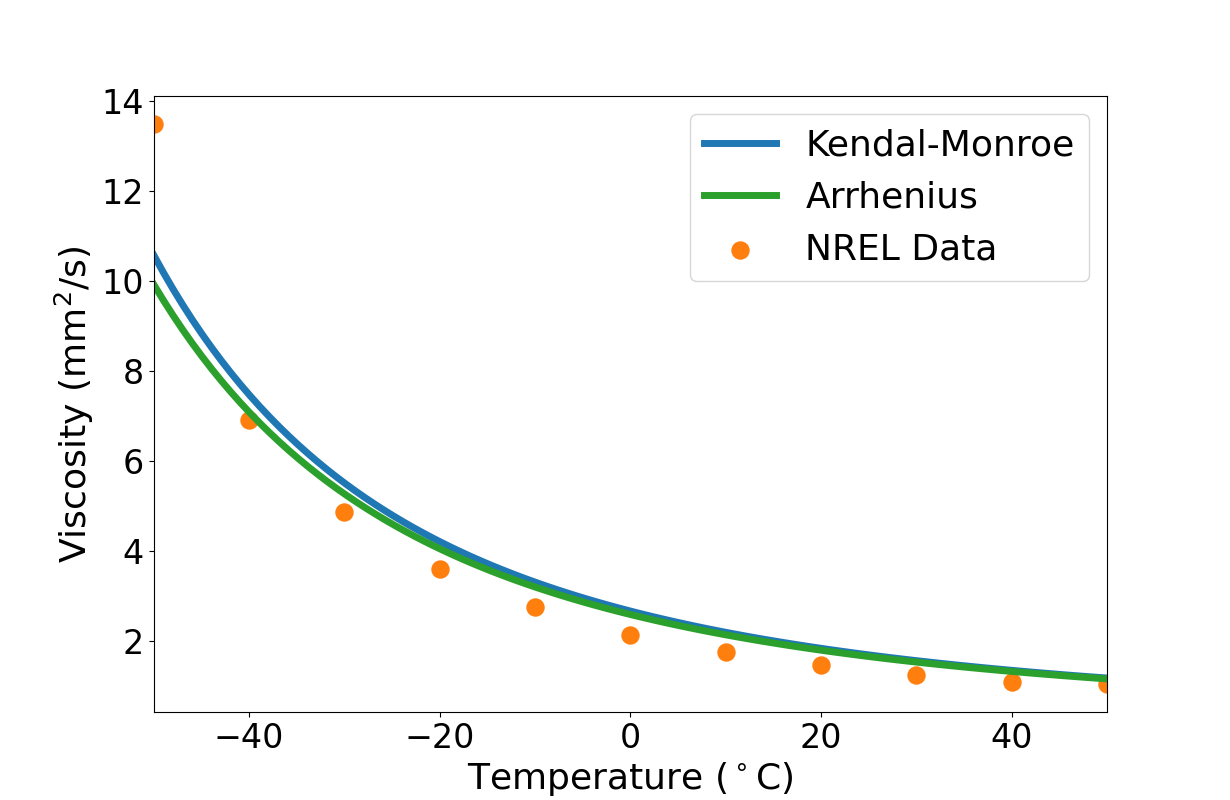 14
12
10
8
6
4
2
Viscosity (mm²/s)
Kendal-Monroe
Arrhenius
NREL Data
−40
−20
0
20
40
Temperature (°C)